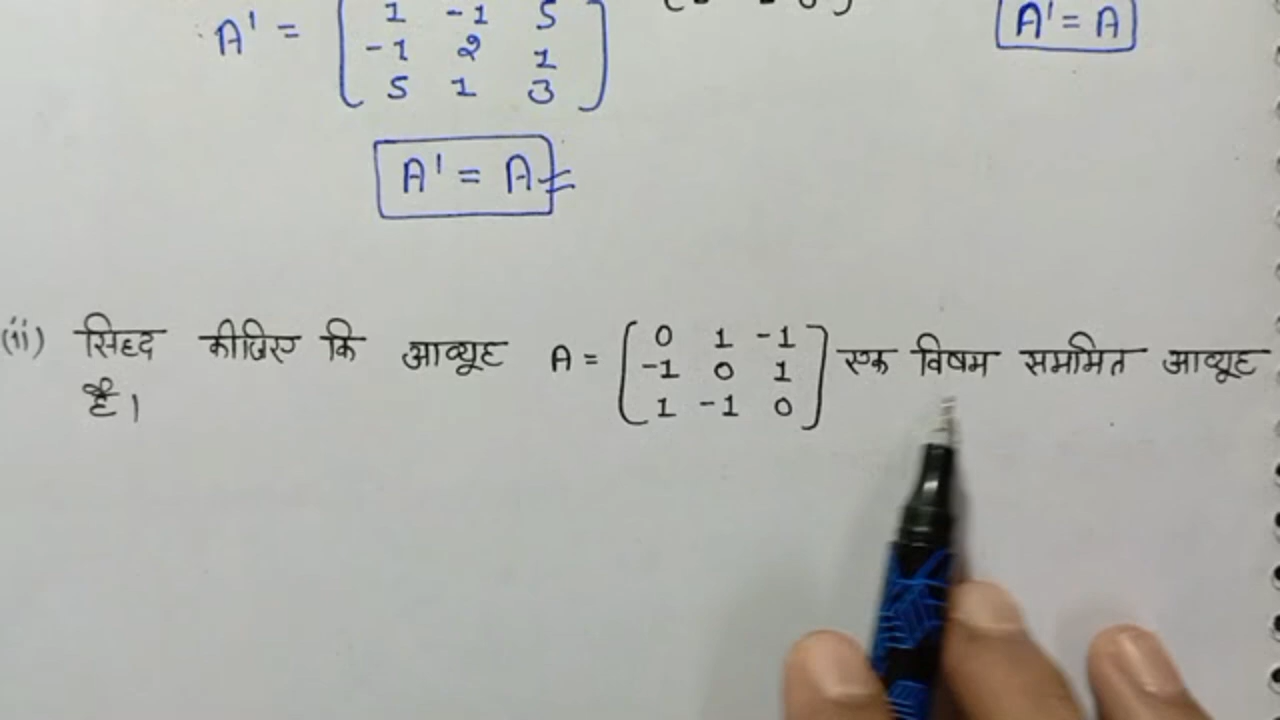 A' = [ 1 -1 5
-1 2 1
5 1 3 ]
A' = A
A' = A
(ii) सिद्द कीजिए कि आव्यूह A = [ 0 1 -1 एक विषम सममित आव्यूह
-1 0 1
1 -1 0 ]
है।